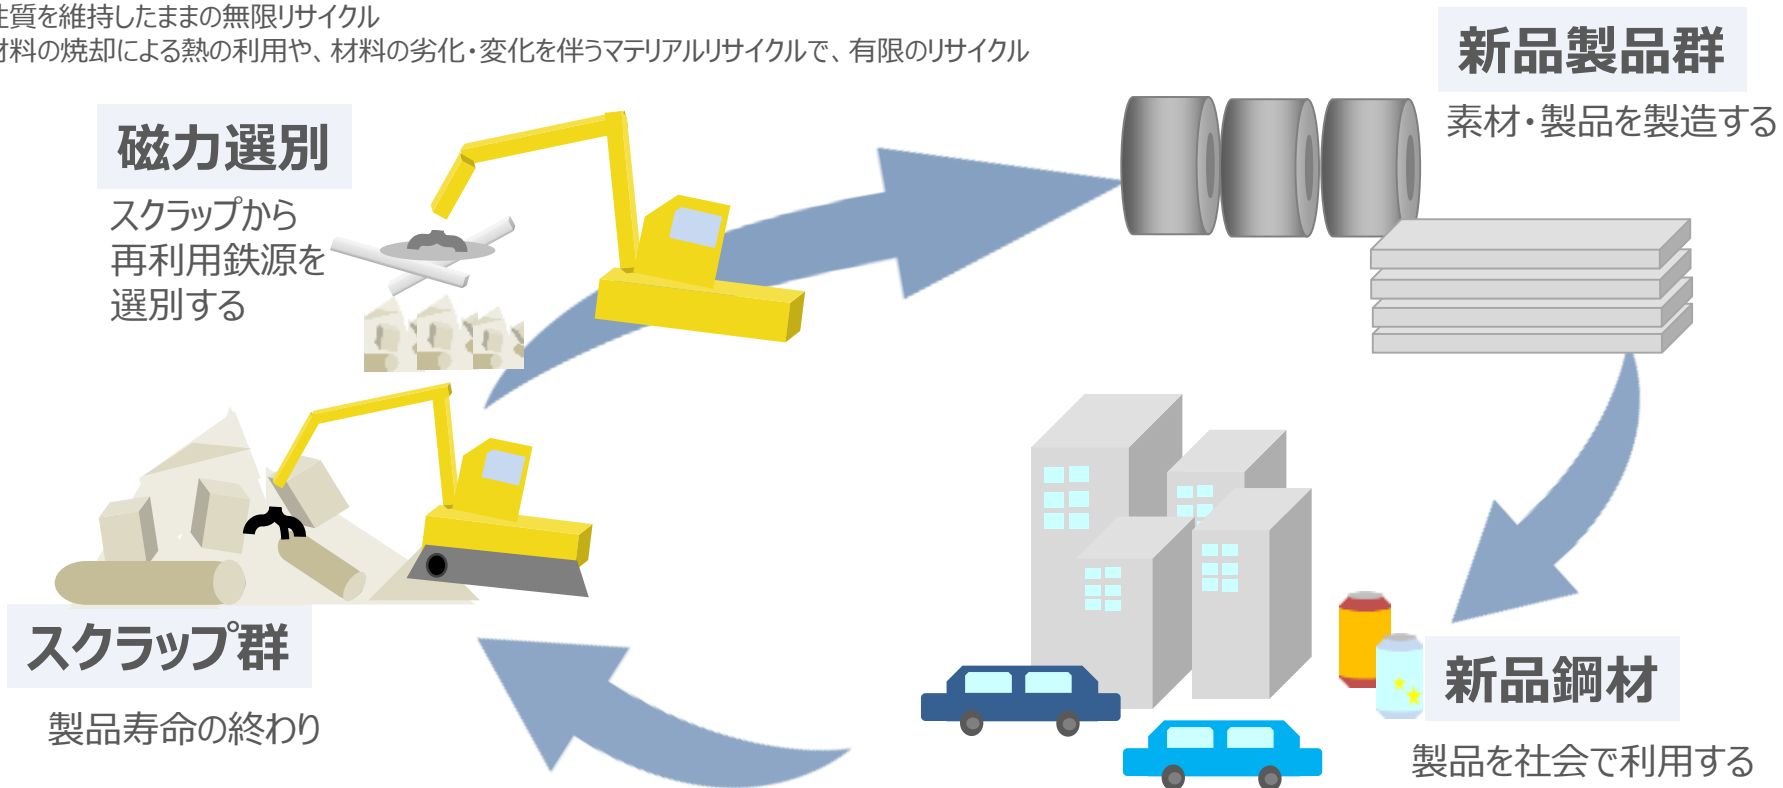 性質を維持したままの無限リサイクル
材料の焼却による熱の利用や、材料の劣化・変化を伴うマテリアルリサイクルで、有限のリサイクル
新品製品群
素材・製品を製造する
磁力選別
スクラップから
再利用鉄源を
選別する
スクラップ群
製品寿命の終わり
新品鋼材
製品を社会で利用する